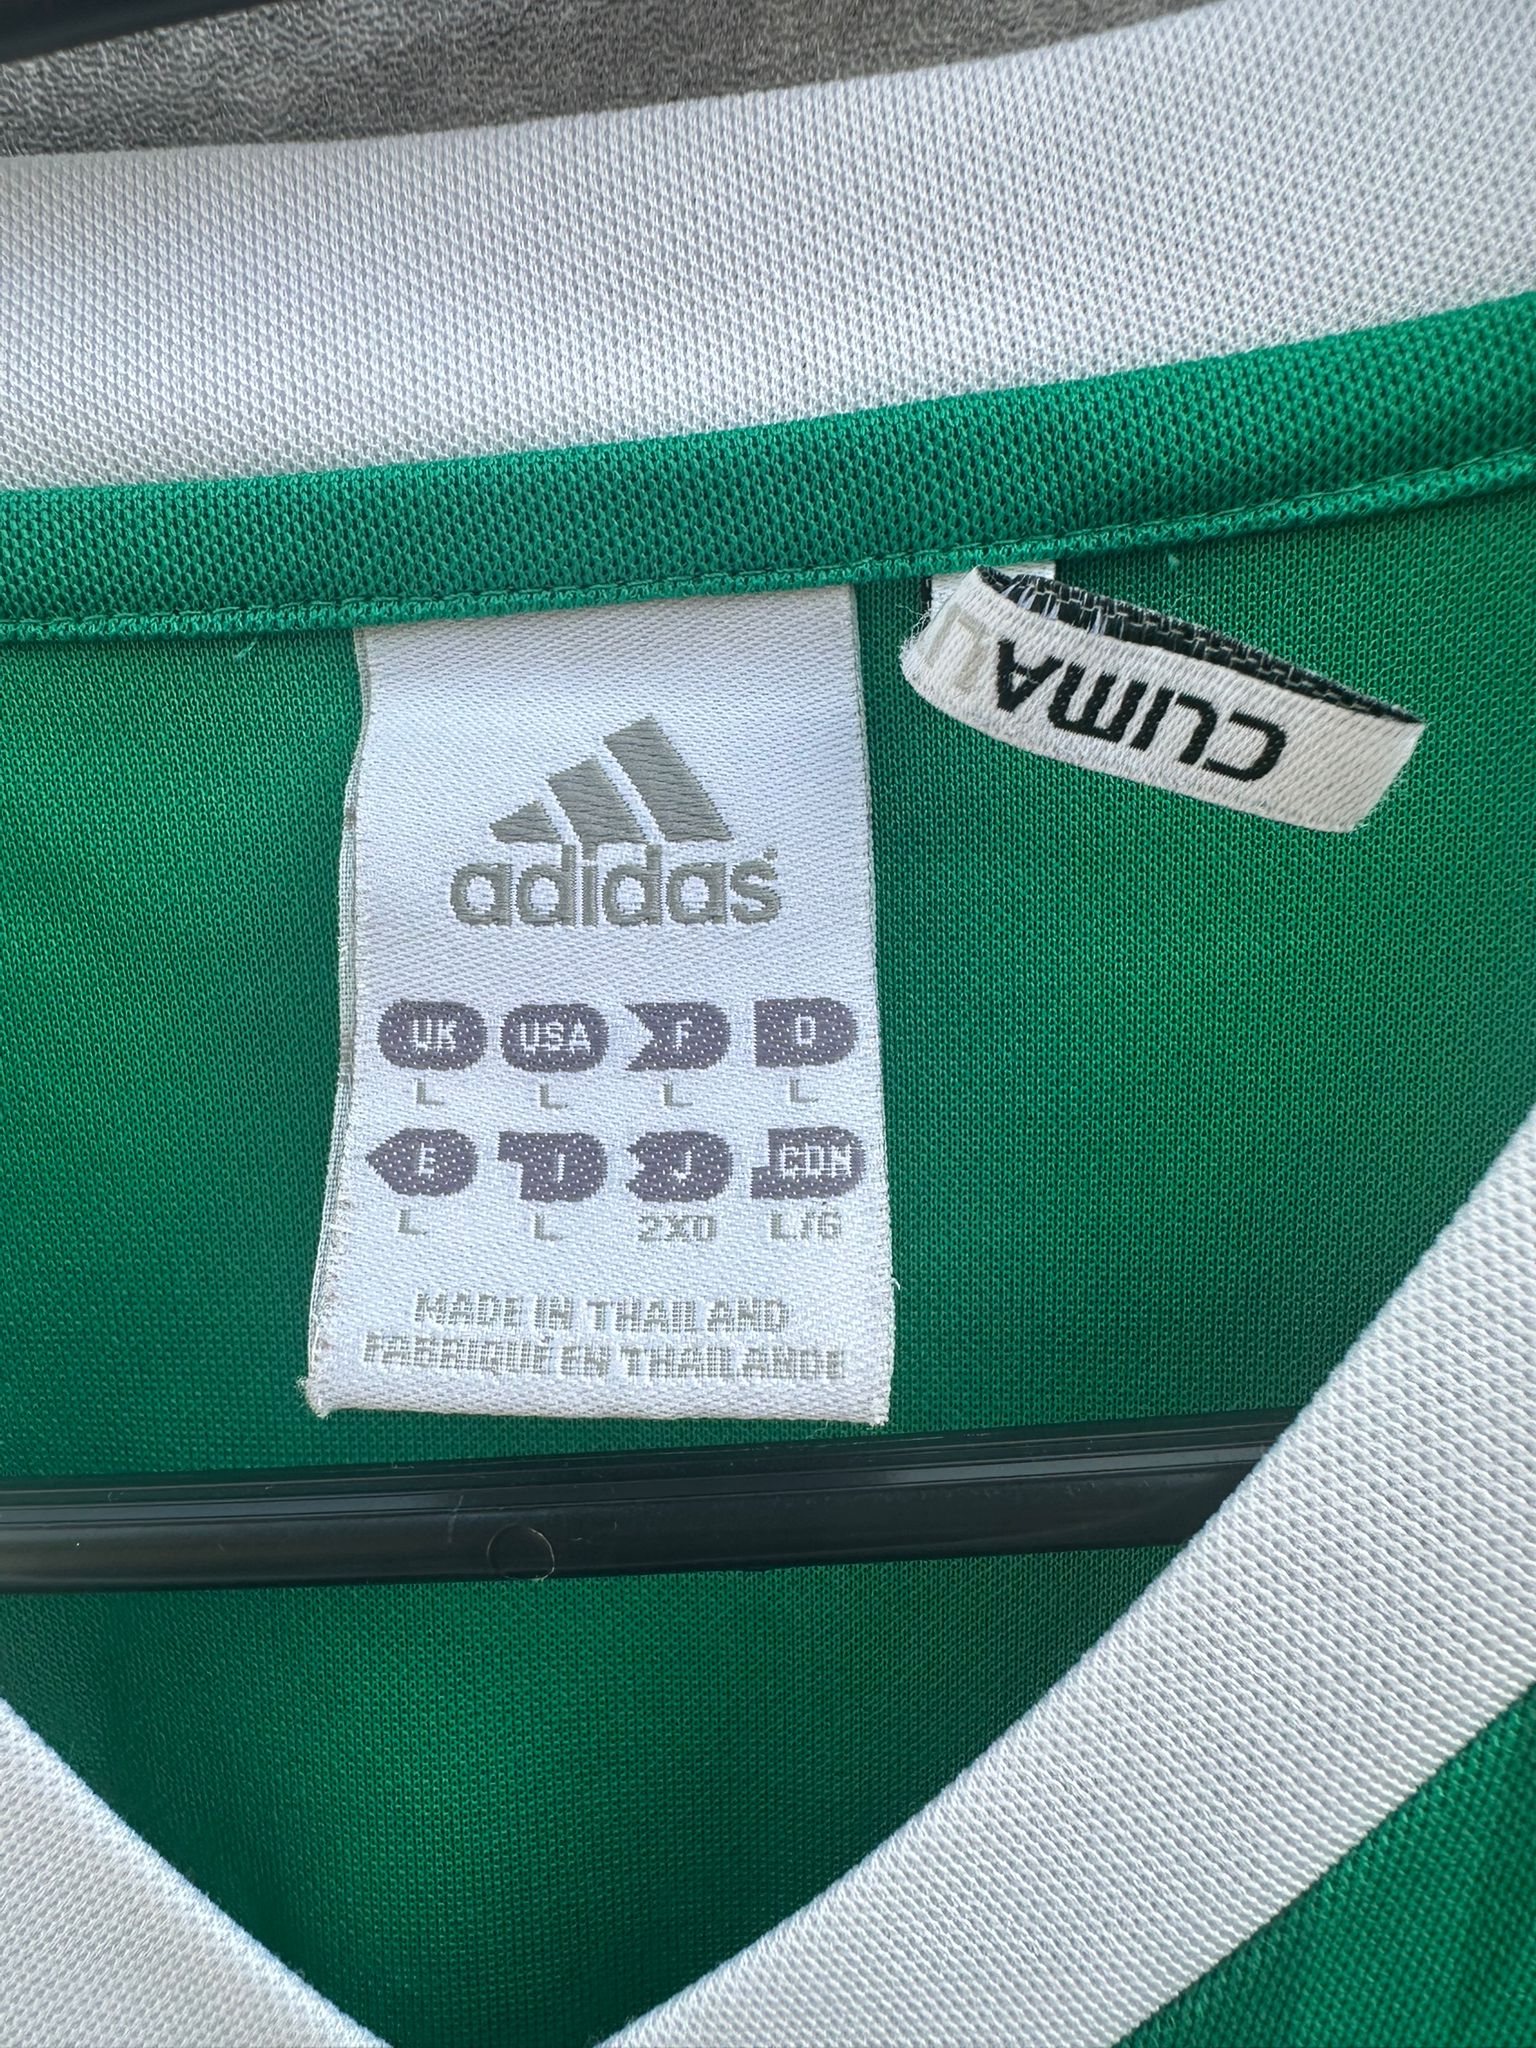 adidas
UK USA F D
L L L L
E I J CDN
L L 2XO L/G
MADE IN THAILAND
FABRIQUÉ EN THAILANDE
CLIMA